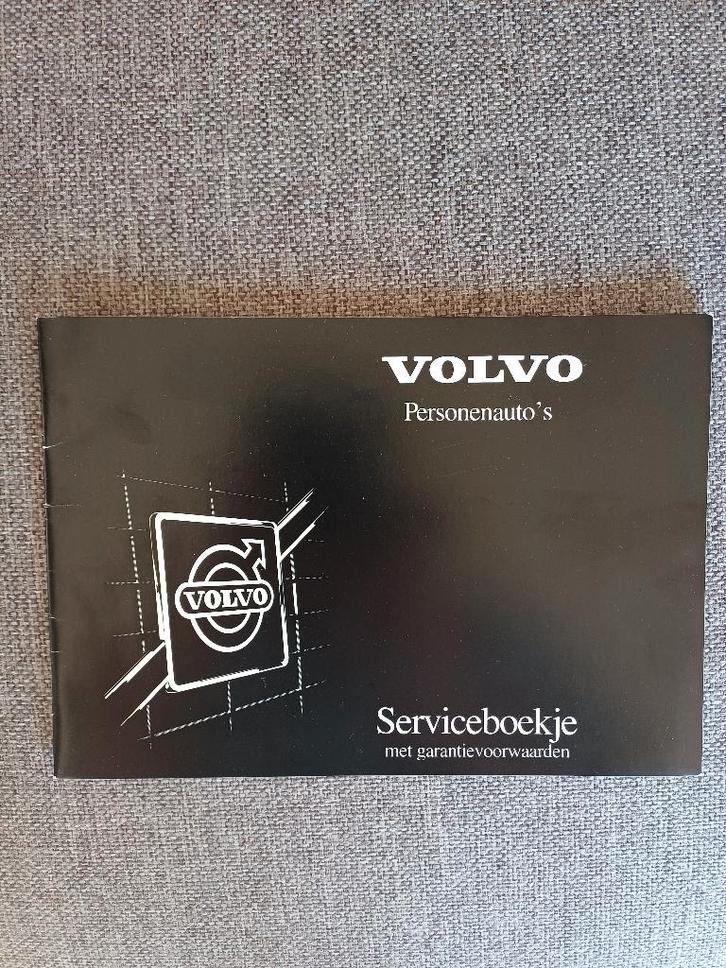 VOLVO
Personenauto's
VOLVO
Serviceboekje
met garantievoorwaarden